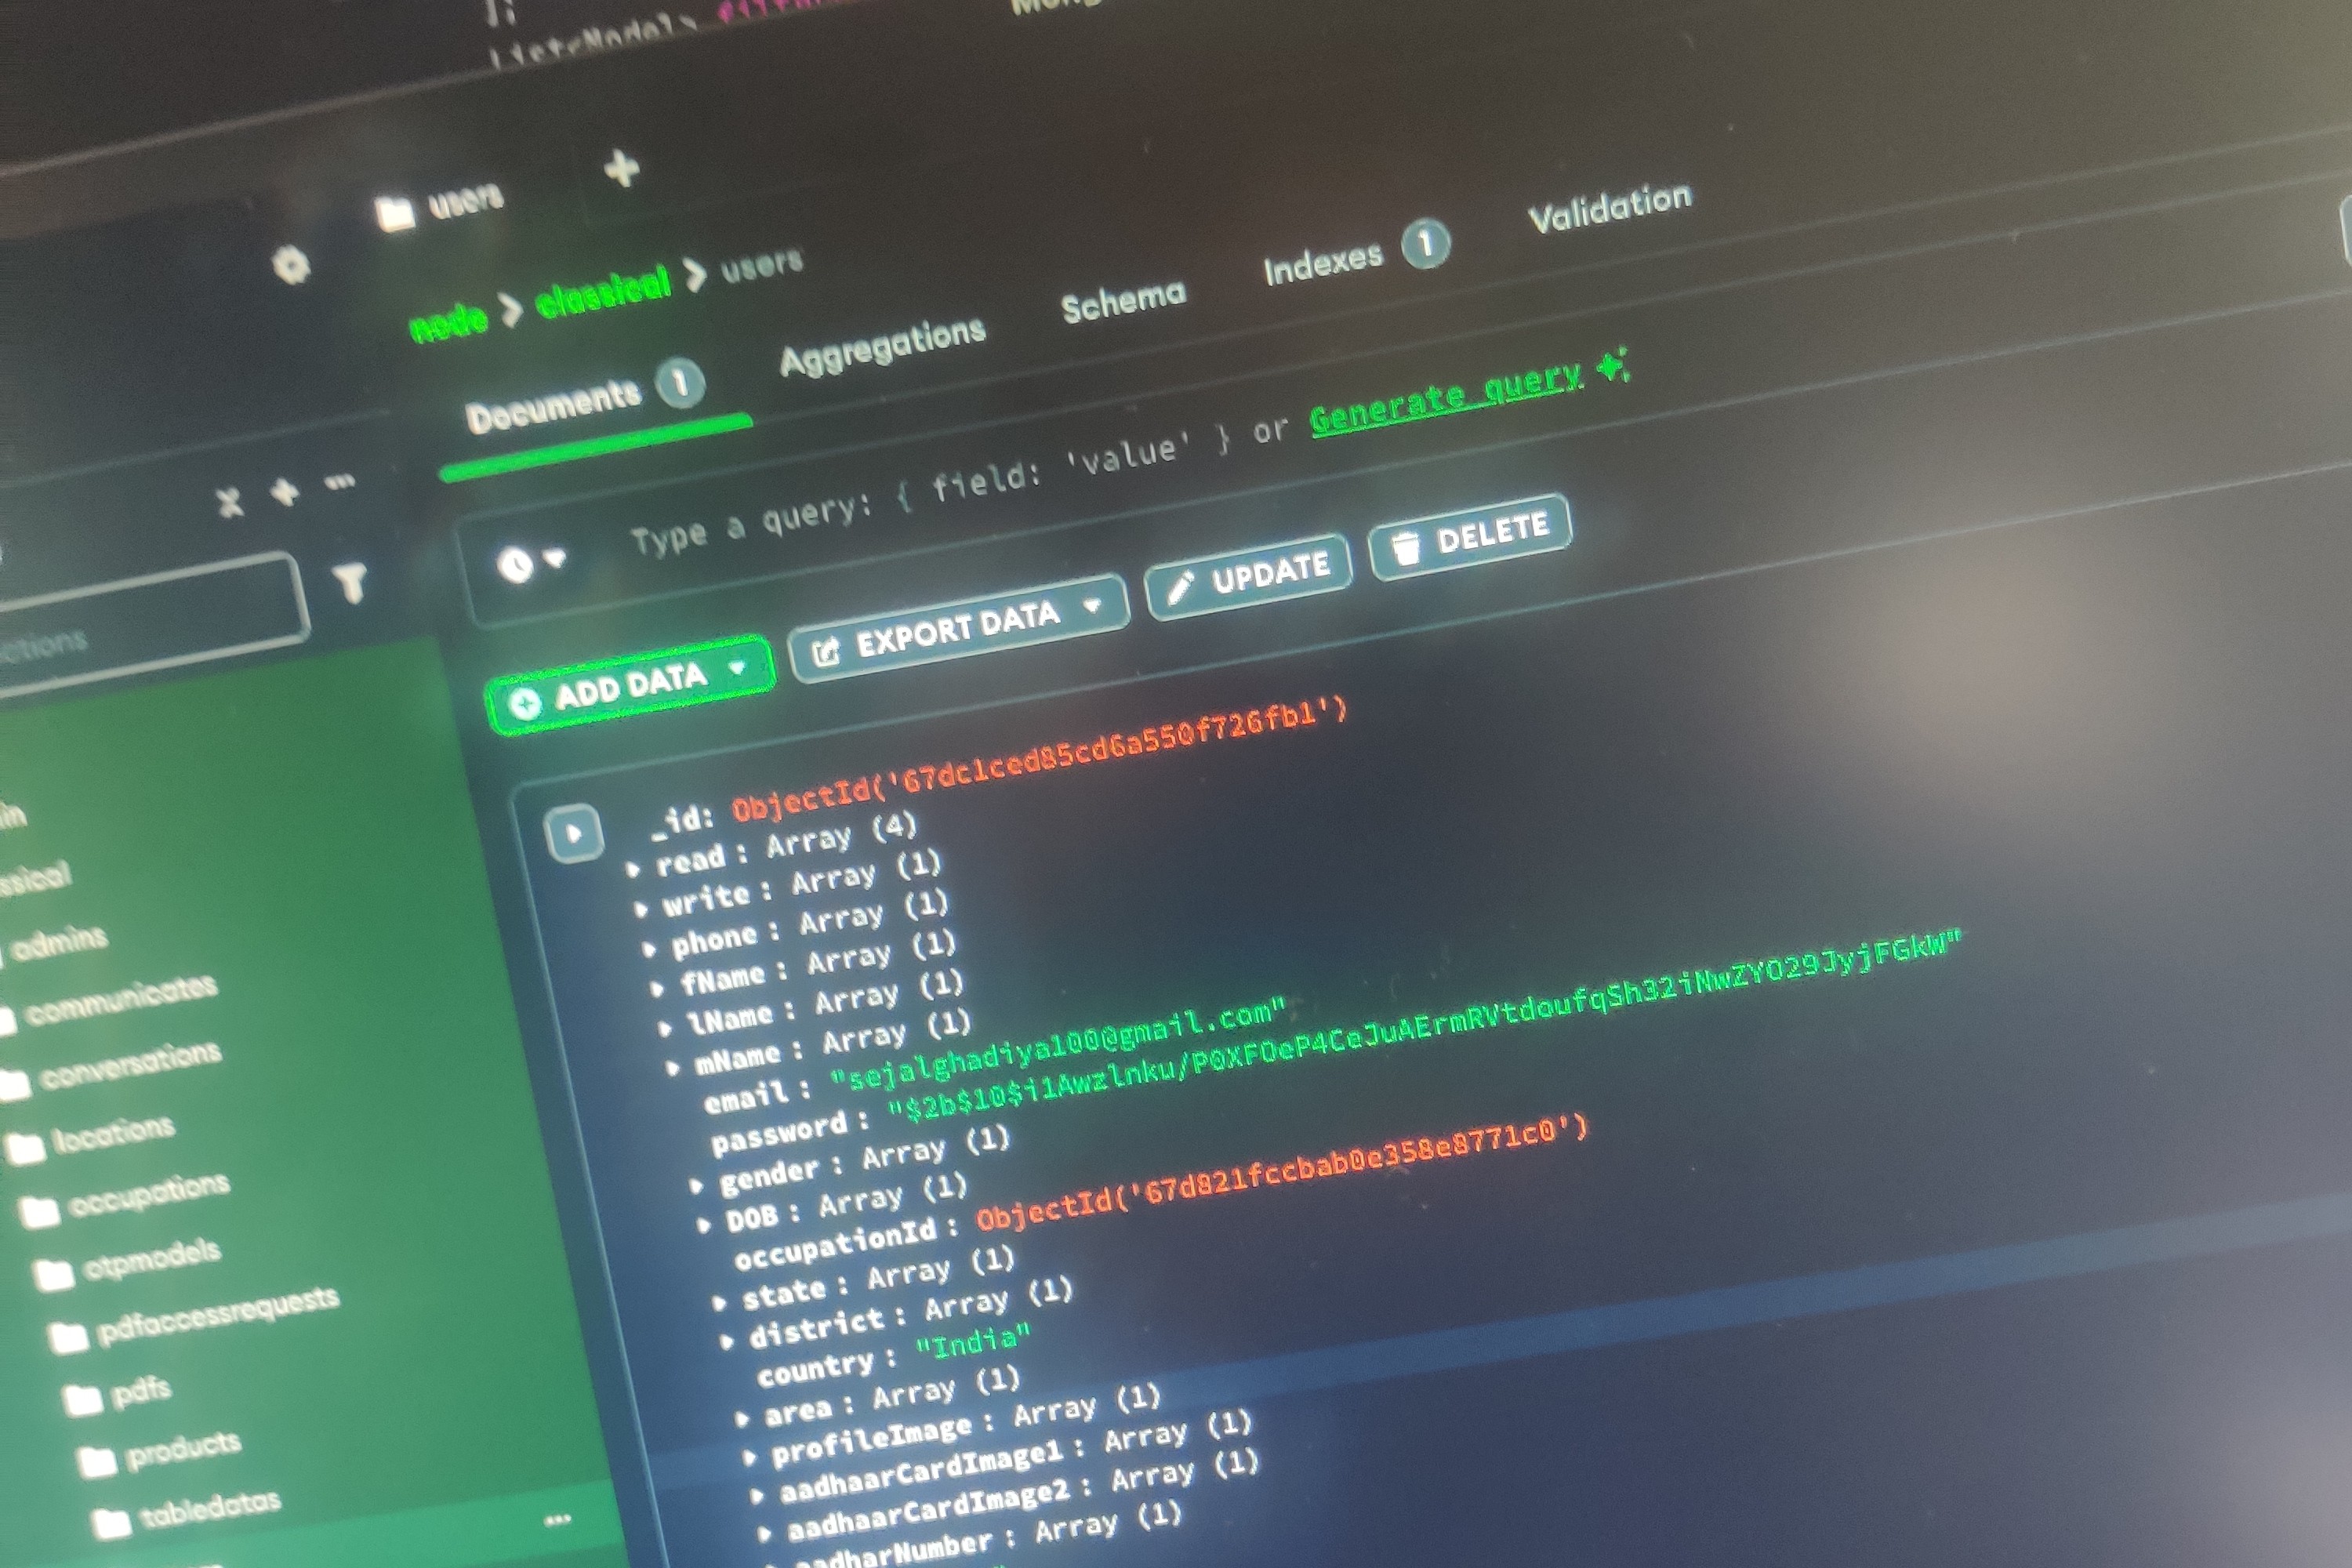 ];
users
node > classical > users
Documents 1 Aggregations Schema Indexes 1 Validation
Type a query: { field: 'value' } or Generate query
ADD DATA EXPORT DATA UPDATE DELETE
_id: ObjectId('67dc1ced85cd6a550f726fb1')
read : Array (4)
write : Array (1)
phone : Array (1)
fName : Array (1)
lName : Array (1)
mName : Array (1)
email : "sejalghadiya100@gmail.com"
password : "$2b$10$i1Awzlnku/P0XFOeP4CeJuAErmRVtdoufqSh32iNwZYO29JyjFGkW"
gender : Array (1)
DOB : Array (1)
occupationId : ObjectId('67d821fccbab0e358e8771c0')
state : Array (1)
district : Array (1)
country : "India"
area : Array (1)
profileImage : Array (1)
aadhaarCardImage1 : Array (1)
aadhaarCardImage2 : Array (1)
aadharNumber : Array (1)
ctions
in
ssical
admins
communicates
conversations
locations
occupations
otpmodels
pdfaccessrequests
pdfs
products
tabledatas